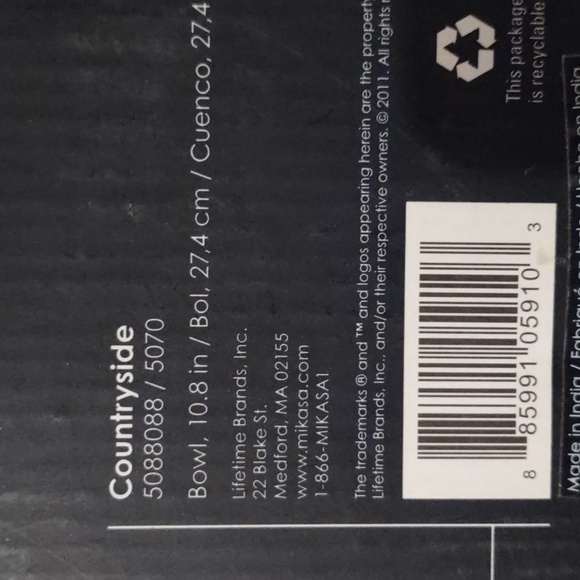 Countryside
5088088 / 5070
Bowl, 10.8 in / Bol, 27,4 cm / Cuenco, 27,4
Lifetime Brands, Inc.
22 Blake St.
Medford, MA 02155
www.mikasa.com
1-866-MIKASA1
The trademarks ® and ™ and logos appearing herein are the property
Lifetime Brands, Inc., and/or their respective owners. © 2011. All rights
8 85991 05910 3
This package
is recyclable
Made in India / Fabriqué India